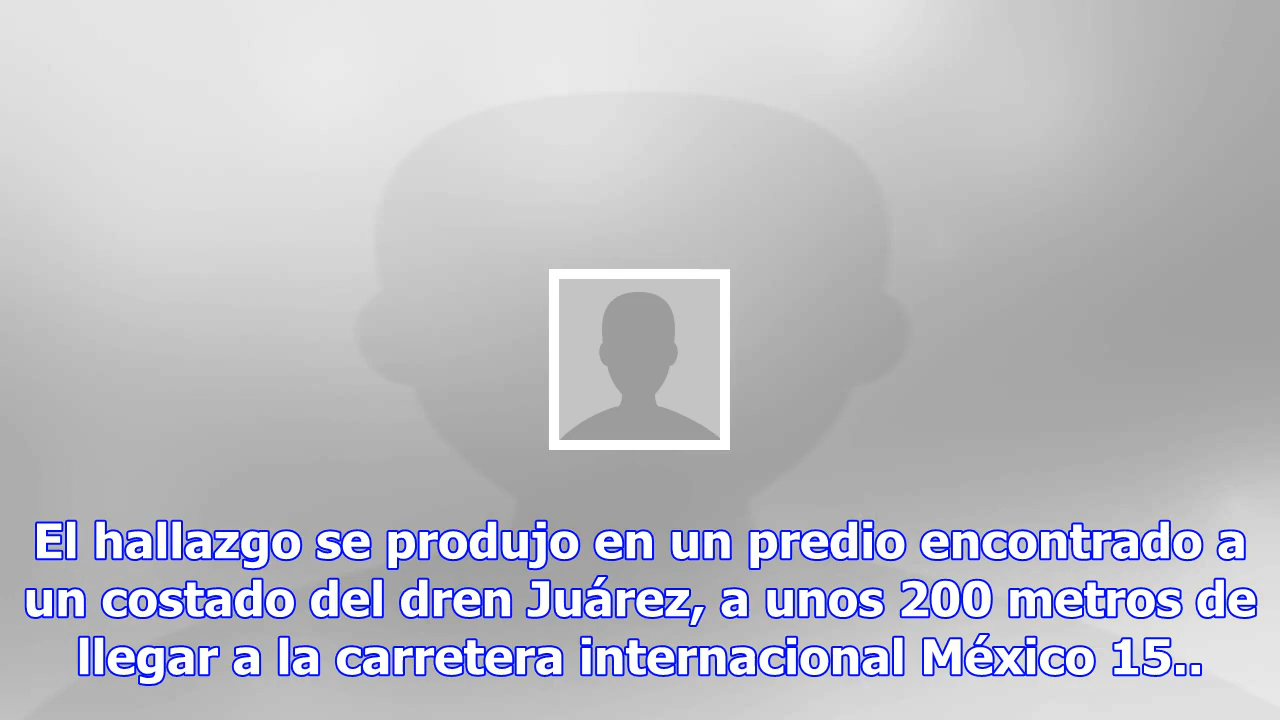 El hallazgo se produjo en un predio encontrado a
un costado del dren Juárez, a unos 200 metros de
llegar a la carretera internacional México 15..